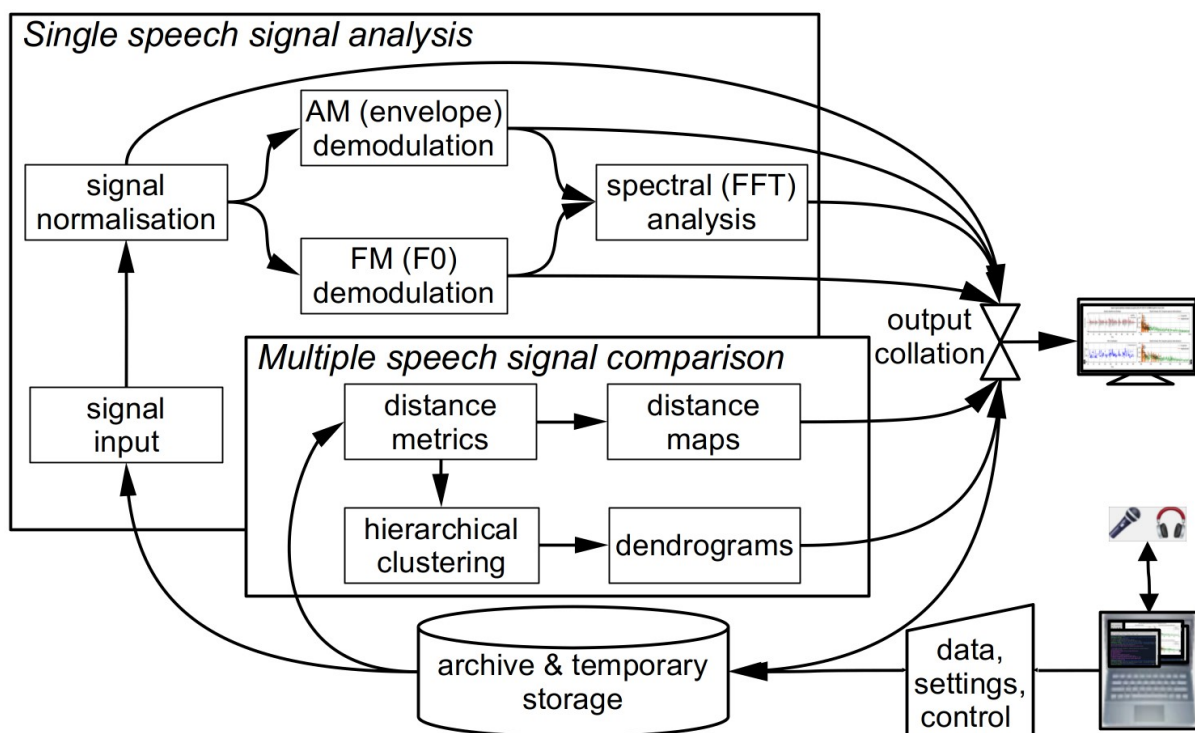 Single speech signal analysis
AM (envelope)
demodulation
signal
normalisation
spectral (FFT)
analysis
FM (F0)
demodulation
output
collation
Multiple speech signal comparison
signal
input
distance
metrics
distance
maps
hierarchical
clustering
dendrograms
archive & temporary
storage
data,
settings,
control